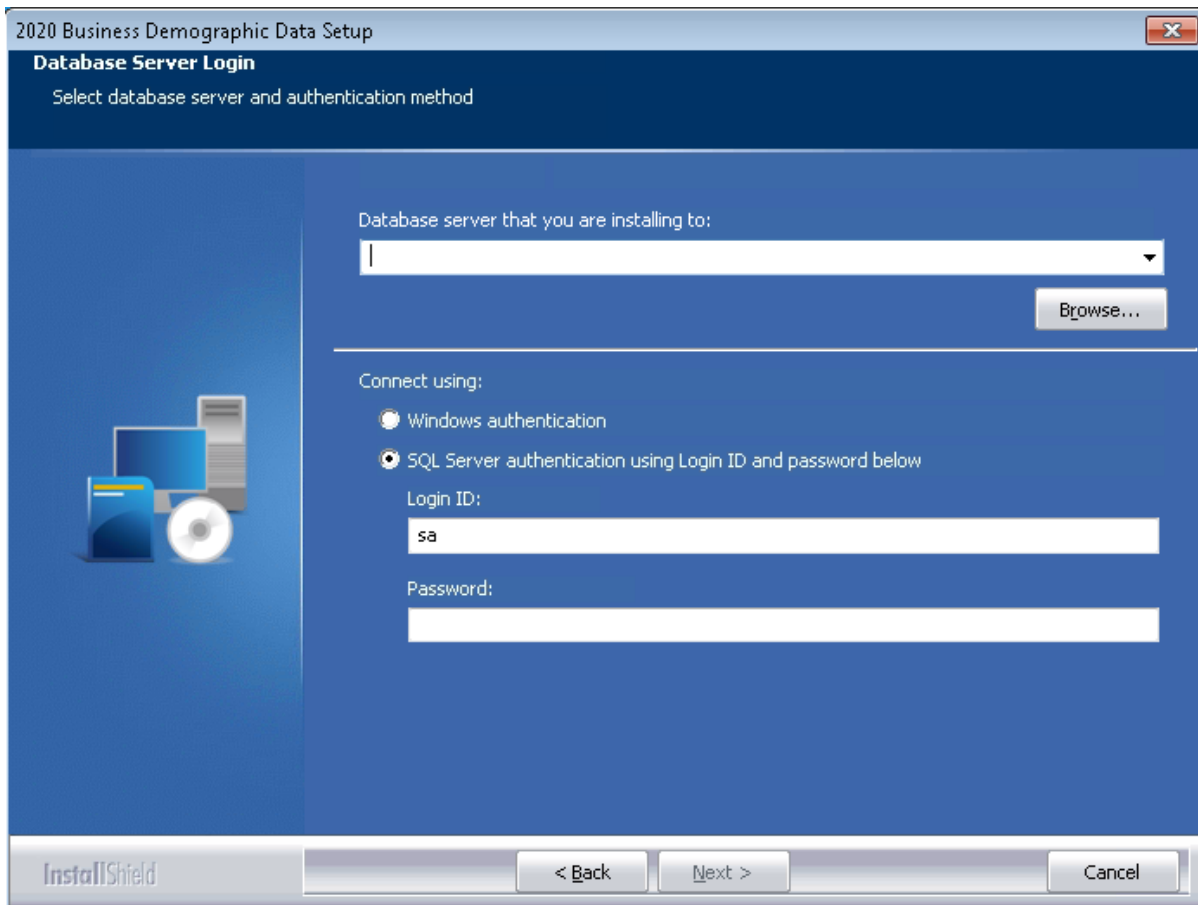 2020 Business Demographic Data Setup
Database Server Login
Select database server and authentication method
Database server that you are installing to:
Browse...
Connect using:
Windows authentication
SQL Server authentication using Login ID and password below
Login ID:
sa
Password:
InstallShield
< Back
Next >
Cancel